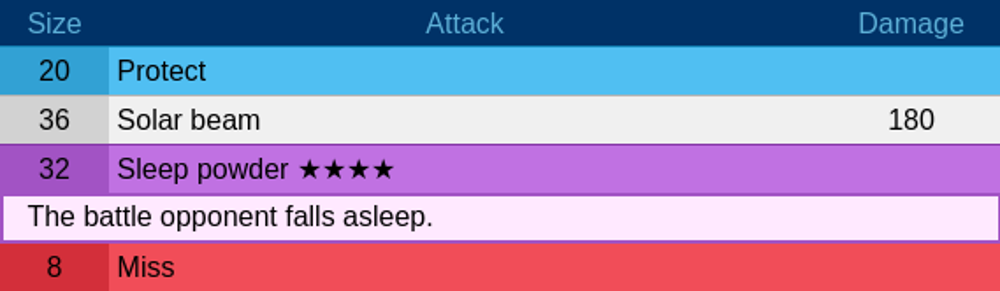 Size Attack Damage
20 Protect
36 Solar beam 180
32 Sleep powder ★★★★
The battle opponent falls asleep.
8 Miss